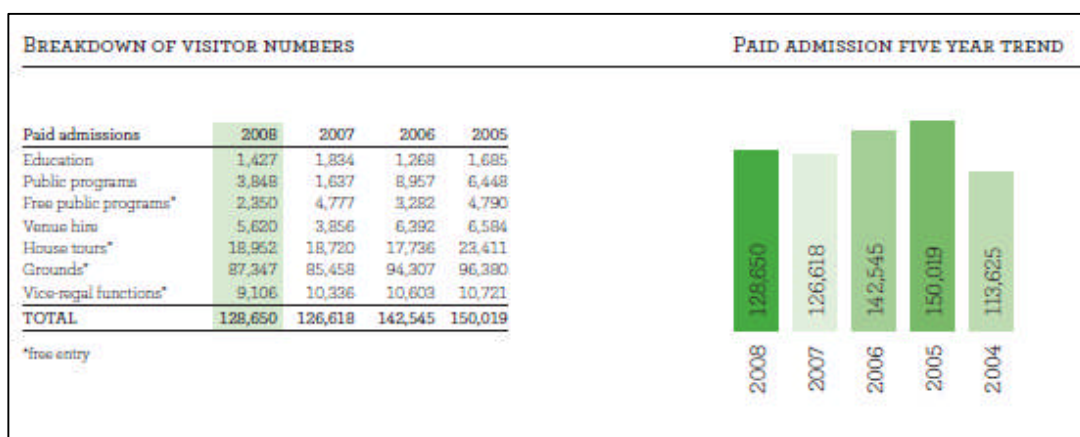 BREAKDOWN OF VISITOR NUMBERS
Paid admissions 2008 2007 2006 2005
Education 1,427 1,834 1,268 1,685
Public programs 3,848 1,637 8,957 6,448
Free public programs* 2,350 4,777 3,282 4,790
Venue hire 5,620 3,856 6,392 6,584
House tours* 18,952 18,720 17,736 23,411
Grounds* 87,347 85,458 94,307 96,380
Vice-regal functions* 9,106 10,336 10,603 10,721
TOTAL 128,650 126,618 142,545 150,019
*free entry
PAID ADMISSION FIVE YEAR TREND
128,650 126,618 142,545 150,019 113,625
2008 2007 2006 2005 2004